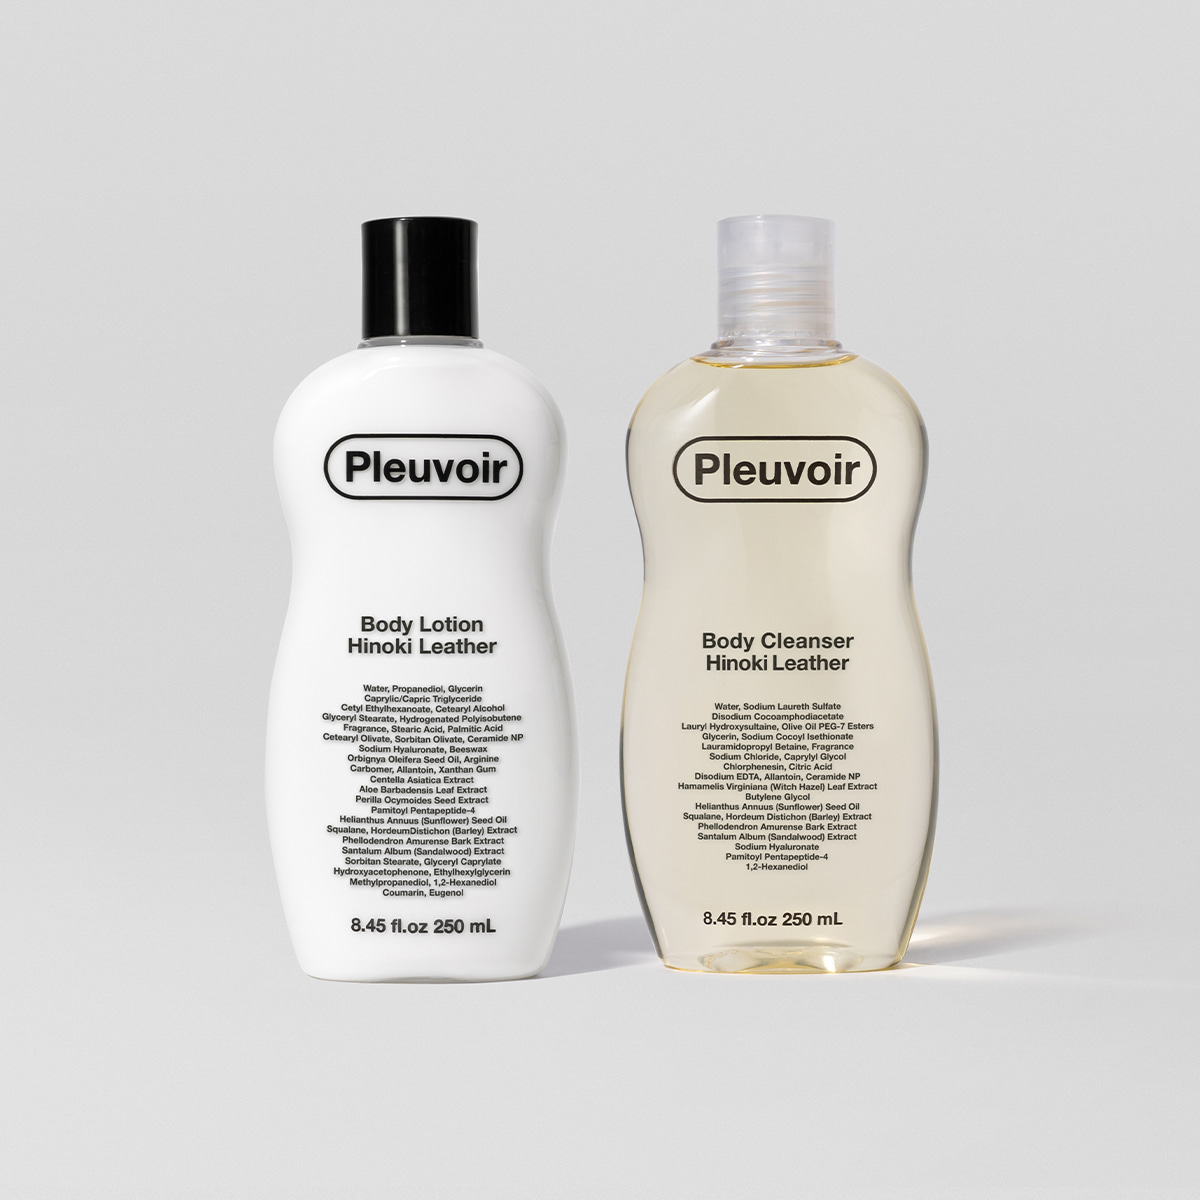 Pleuvoir
Body Lotion
Hinoki Leather
Water, Propanediol, Glycerin
Caprylic/Capric Triglyceride
Cetyl Ethylhexanoate, Cetearyl Alcohol
Glyceryl Stearate, Hydrogenated Polyisobutene
Fragrance, Stearic Acid, Palmitic Acid
Cetearyl Olivate, Sorbitan Olivate, Ceramide NP
Sodium Hyaluronate, Beeswax
Orbignya Oleifera Seed Oil, Arginine
Carbomer, Allantoin, Xanthan Gum
Centella Asiatica Extract
Aloe Barbadensis Leaf Extract
Perilla Ocymoides Seed Extract
Pamitoyl Pentapeptide-4
Helianthus Annuus (Sunflower) Seed Oil
Squalane, HordeumDistichon (Barley) Extract
Phellodendron Amurense Bark Extract
Santalum Album (Sandalwood) Extract
Sorbitan Stearate, Glyceryl Caprylate
Hydroxyacetophenone, Ethylhexylglycerin
Methylpropanediol, 1,2-Hexanediol
Coumarin, Eugenol
8.45 fl.oz 250 mL
Pleuvoir
Body Cleanser
Hinoki Leather
Water, Sodium Laureth Sulfate
Disodium Cocoamphodiacetate
Lauryl Hydroxysultaine, Olive Oil PEG-7 Esters
Glycerin, Sodium Cocoyl Isethionate
Lauramidopropyl Betaine, Fragrance
Sodium Chloride, Caprylyl Glycol
Chlorphenesin, Citric Acid
Disodium EDTA, Allantoin, Ceramide NP
Hamamelis Virginiana (Witch Hazel) Leaf Extract
Butylene Glycol
Helianthus Annuus (Sunflower) Seed Oil
Squalane, Hordeum Distichon (Barley) Extract
Phellodendron Amurense Bark Extract
Santalum Album (Sandalwood) Extract
Sodium Hyaluronate
Pamitoyl Pentapeptide-4
1,2-Hexanediol
8.45 fl.oz 250 mL